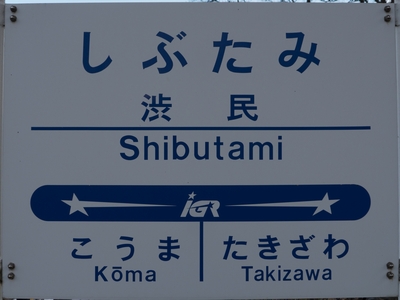 しぶたみ
渋民
Shibutami
IGR
こうま たきざわ
Kōma Takizawa